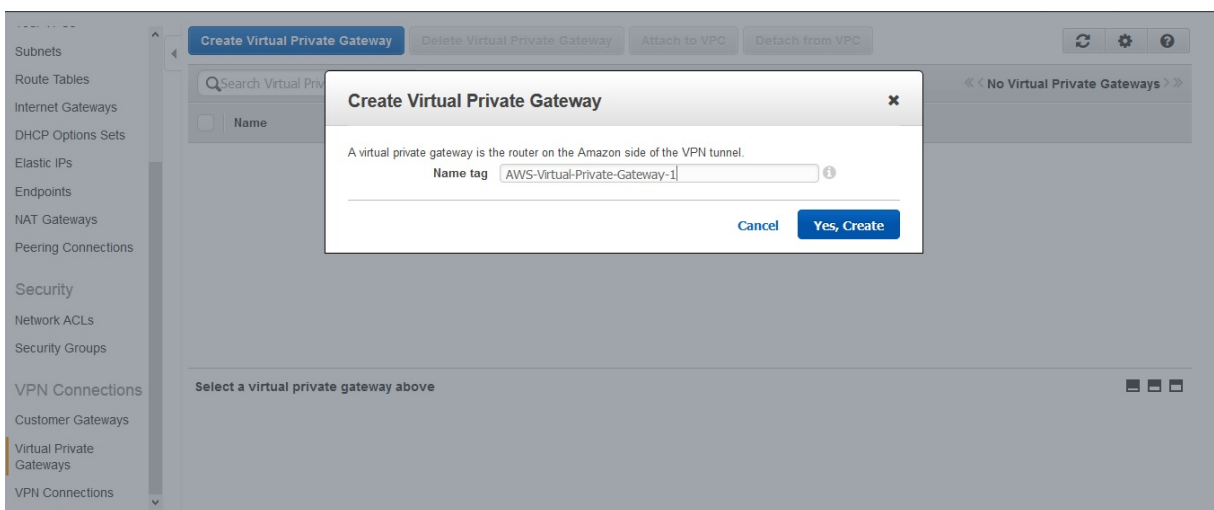 Subnets
Route Tables
Internet Gateways
DHCP Options Sets
Elastic IPs
Endpoints
NAT Gateways
Peering Connections
Security
Network ACLs
Security Groups
VPN Connections
Customer Gateways
Virtual Private
Gateways
VPN Connections
Create Virtual Private Gateway Delete Virtual Private Gateway Attach to VPC Detach from VPC
Search Virtual Priv
« < No Virtual Private Gateways > »
Name
Create Virtual Private Gateway
A virtual private gateway is the router on the Amazon side of the VPN tunnel.
Name tag AWS-Virtual-Private-Gateway-1
Cancel Yes, Create
Select a virtual private gateway above